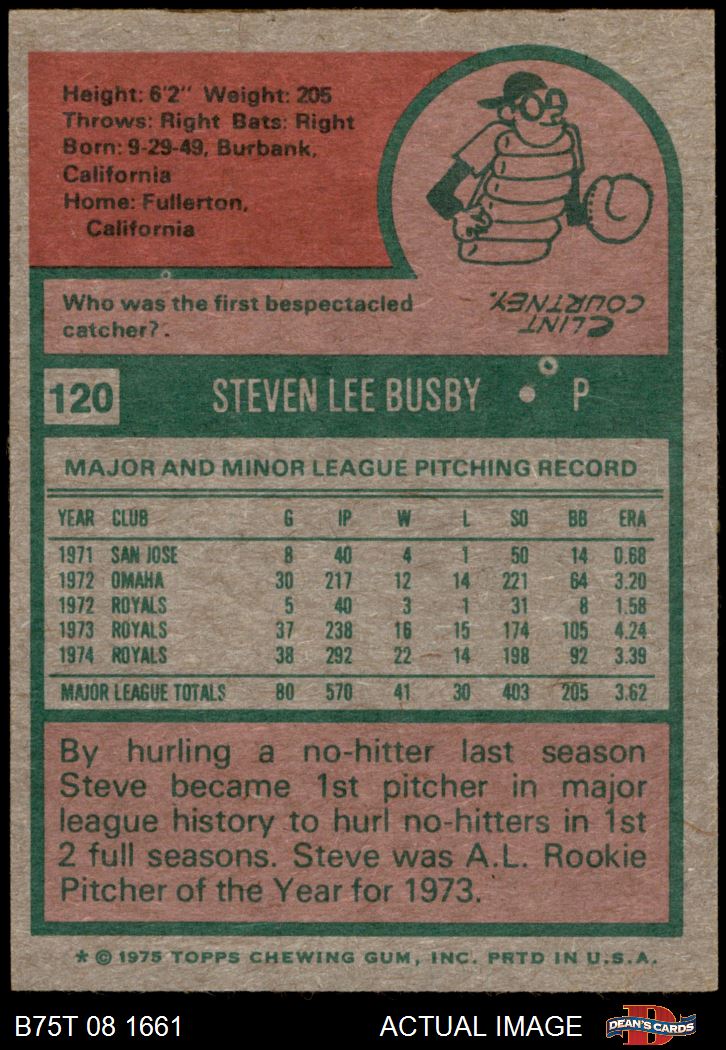 Height: 6'2" Weight: 205
Throws: Right Bats: Right
Born: 9-29-49, Burbank,
California
Home: Fullerton,
California
Who was the first bespectacled
catcher?.
CLINT
COURTNEY.
120 STEVEN LEE BUSBY • P
MAJOR AND MINOR LEAGUE PITCHING RECORD
YEAR CLUB G IP W L SO BB ERA
1971 SAN JOSE 8 40 4 1 50 14 0.68
1972 OMAHA 30 217 12 14 221 64 3.20
1972 ROYALS 5 40 3 1 31 8 1.58
1973 ROYALS 37 238 16 15 174 105 4.24
1974 ROYALS 38 292 22 14 198 92 3.39
MAJOR LEAGUE TOTALS 80 570 41 30 403 205 3.62
By hurling a no-hitter last season
Steve became 1st pitcher in major
league history to hurl no-hitters in 1st
2 full seasons. Steve was A.L. Rookie
Pitcher of the Year for 1973.
* © 1975 TOPPS CHEWING GUM, INC. PRTD IN U.S.A.
B75T 08 1661 ACTUAL IMAGE DEAN'S CARDS